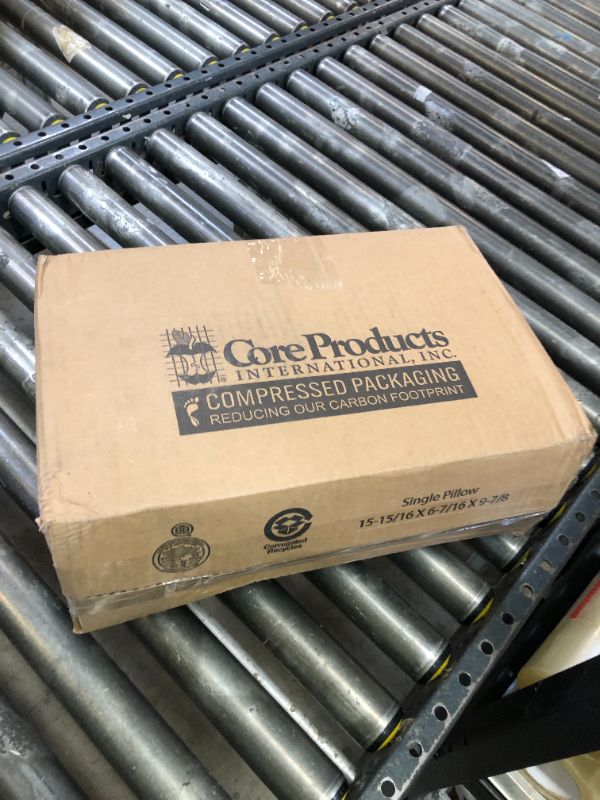 Core Products
INTERNATIONAL, INC.
COMPRESSED PACKAGING
REDUCING OUR CARBON FOOTPRINT
Single Pillow
15-15/16 X 6-7/16 X 9-7/8
Corrugated
Recycles